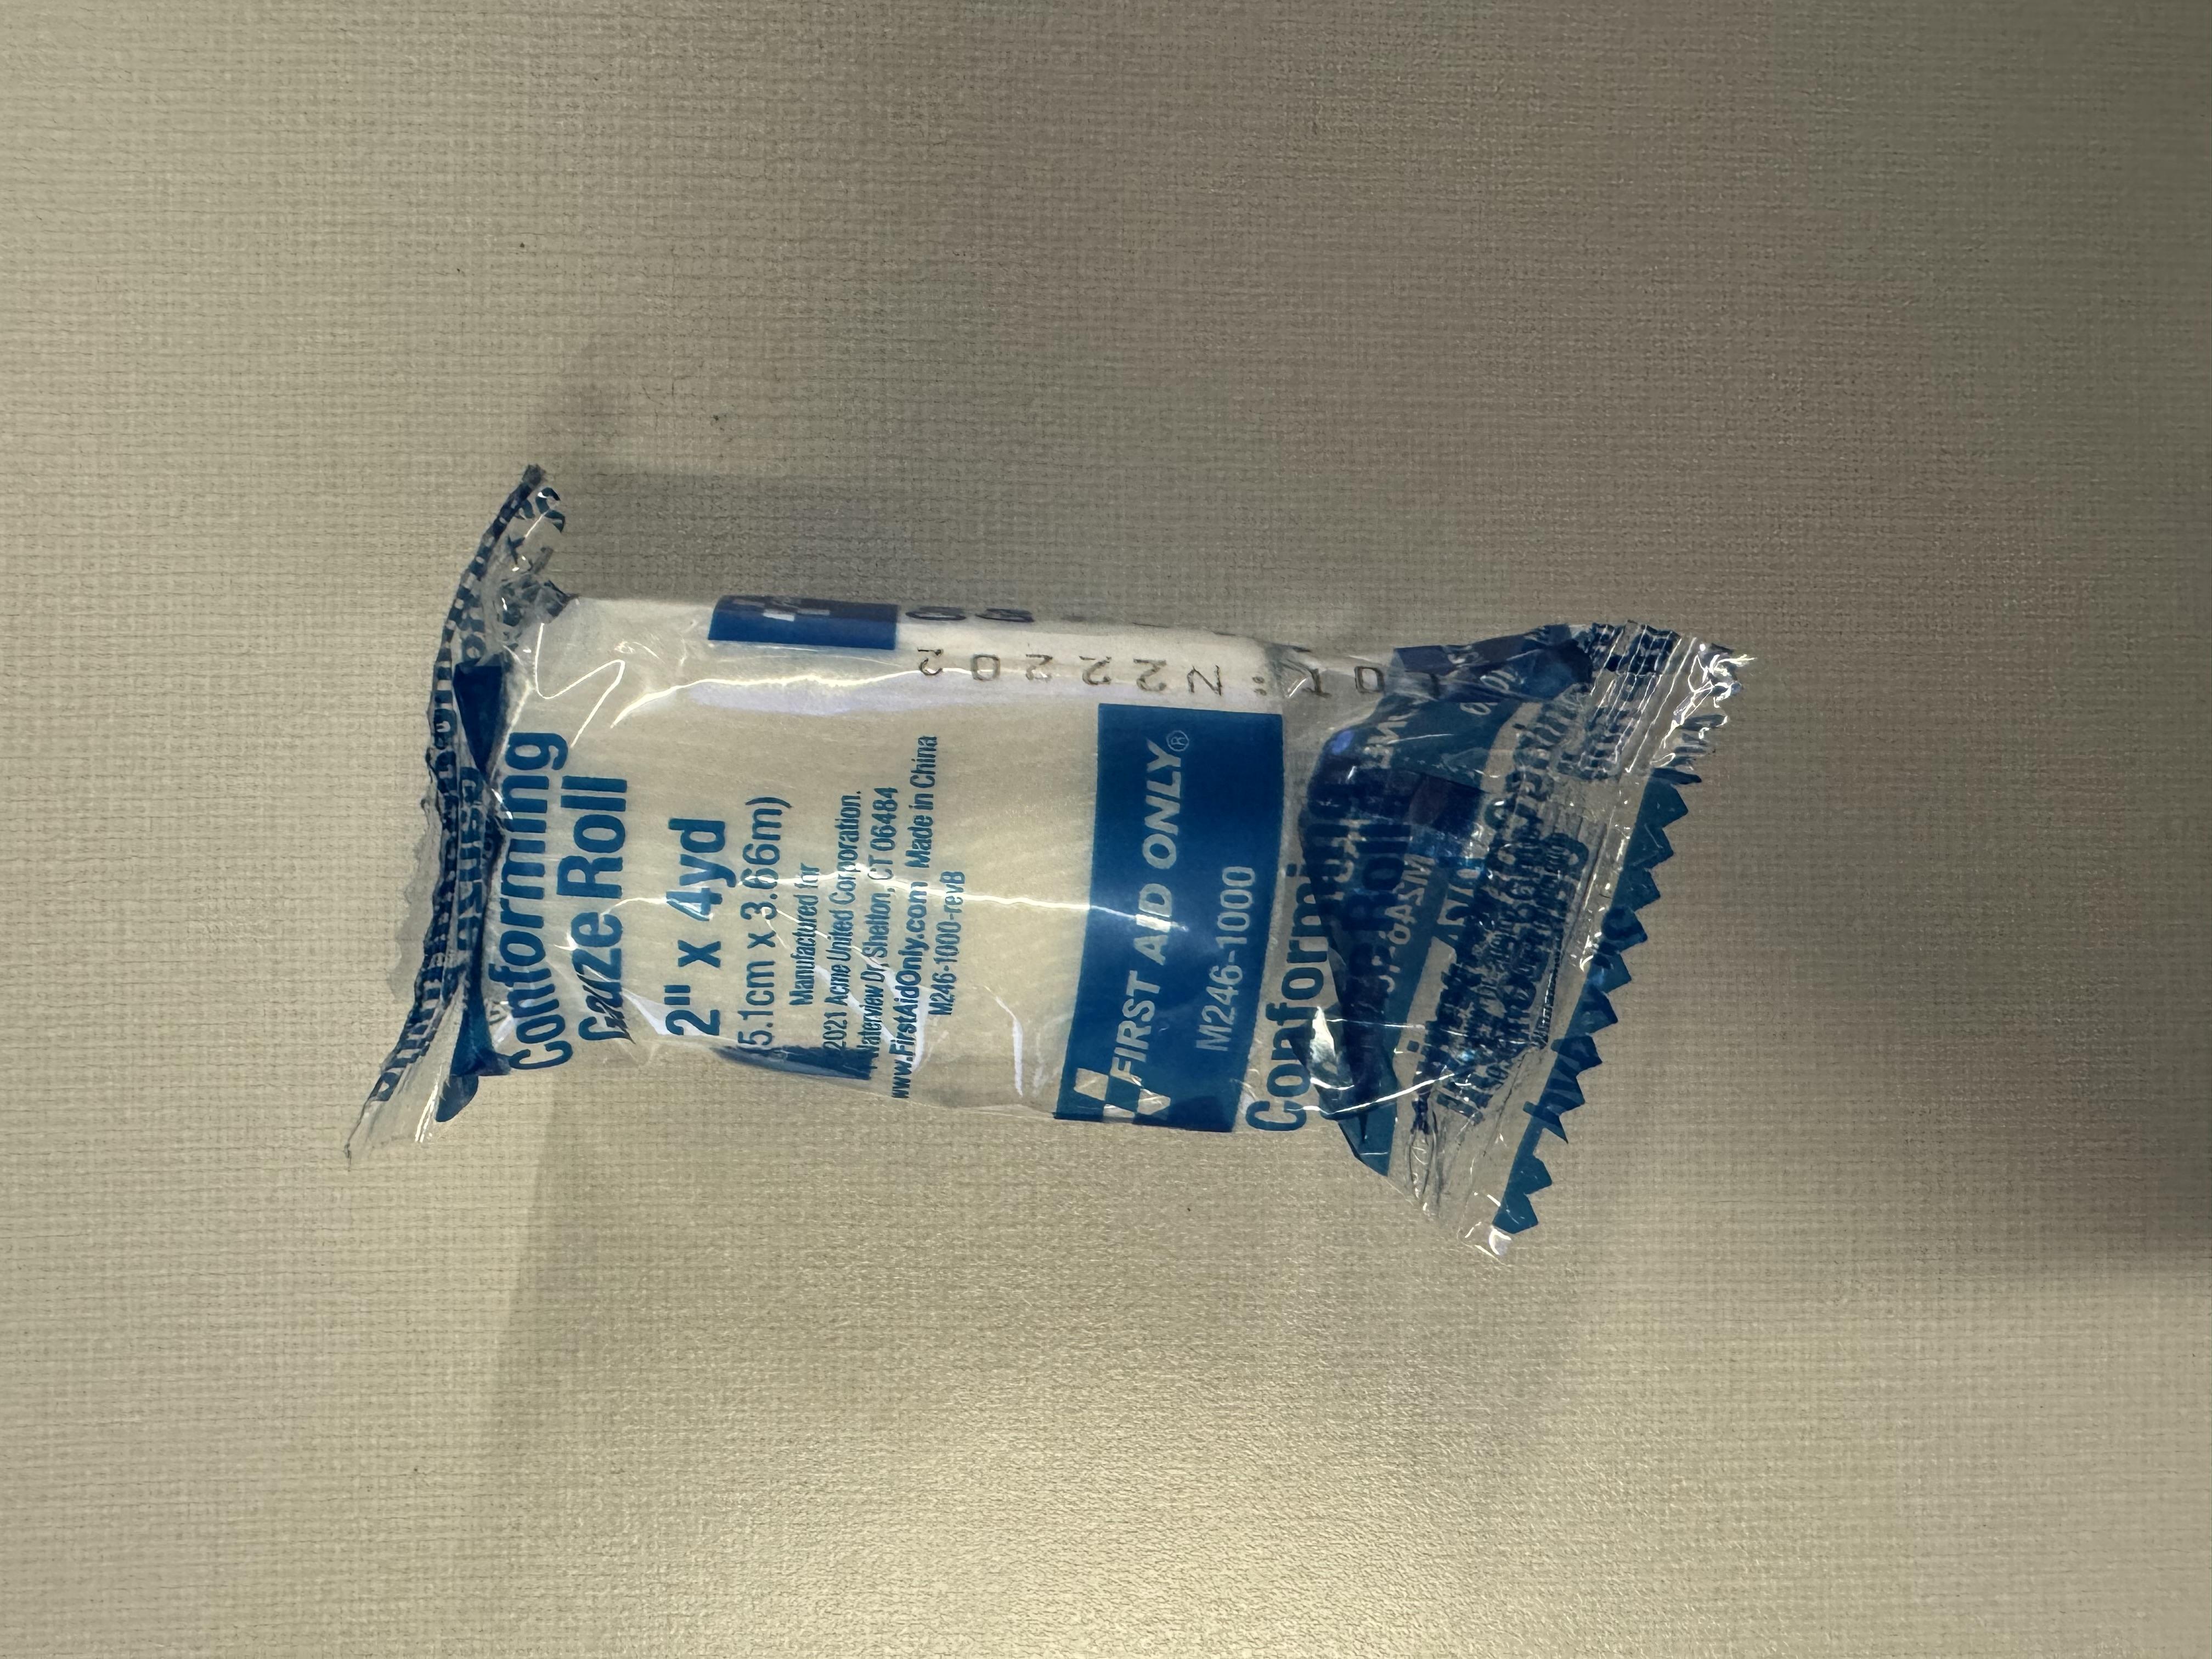 Conforming
Gauze Roll
2" x 4yd
5.1cm x 3.66m)
Manufactured for
2021 Acme United Corporation.
Waterview Dr, Shelton, CT 06484
www.FirstAidOnly.com Made in China
M246-1000-revB
FIRST AID ONLY®
M246-1000
Conforming
Roll
LOT: N22202